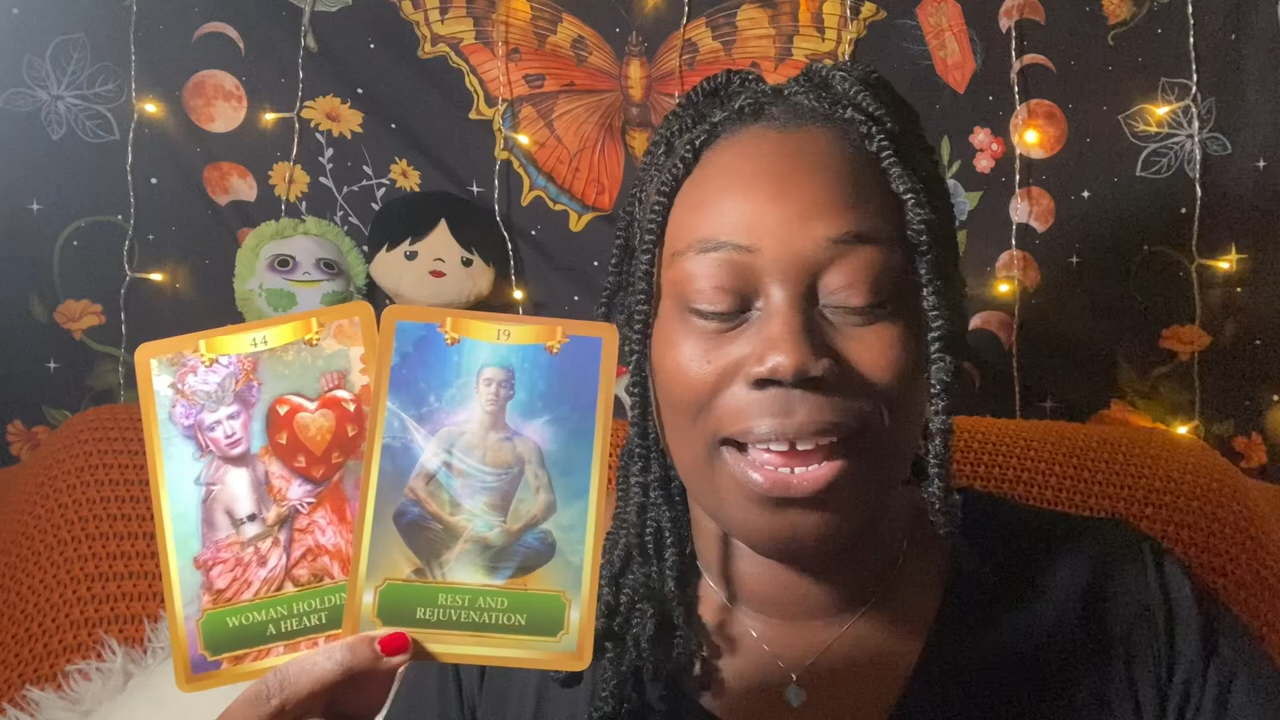 44
WOMAN HOLDIN
A HEART
19
REST AND
REJUVENATION